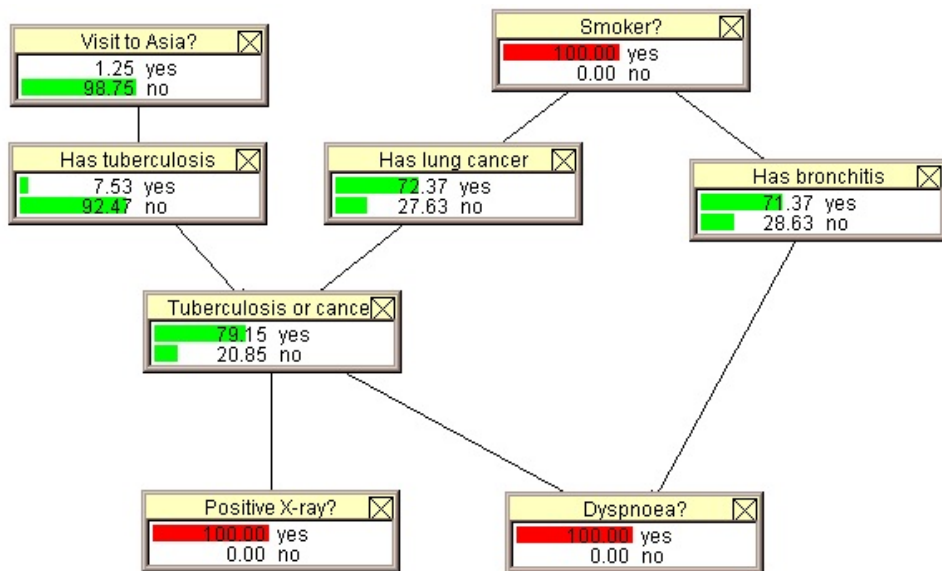 Visit to Asia?
1.25 yes
98.75 no
Smoker?
100.00 yes
0.00 no
Has tuberculosis
7.53 yes
92.47 no
Has lung cancer
72.37 yes
27.63 no
Has bronchitis
71.37 yes
28.63 no
Tuberculosis or cance
79.15 yes
20.85 no
Positive X-ray?
100.00 yes
0.00 no
Dyspnoea?
100.00 yes
0.00 no